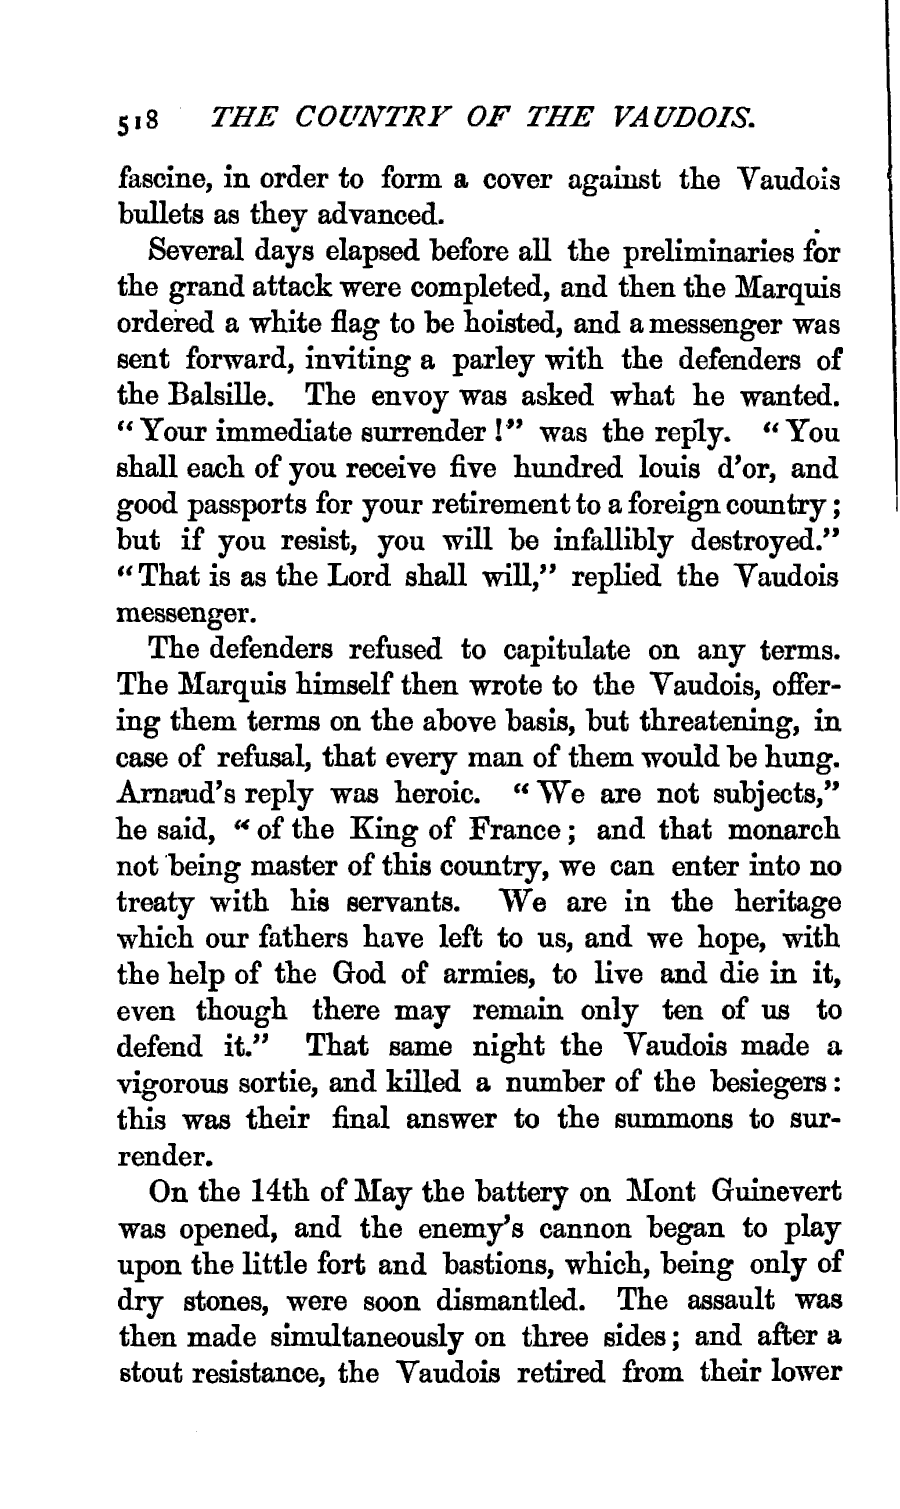 518 THE COUNTRY OF THE VAUDOIS.
fascine, in order to form a cover against the Vaudois
bullets as they advanced.
Several days elapsed before all the preliminaries for
the grand attack were completed, and then the Marquis
ordered a white flag to be hoisted, and a messenger was
sent forward, inviting a parley with the defenders of
the Balsille. The envoy was asked what he wanted.
“Your immediate surrender!” was the reply. “You
shall each of you receive five hundred louis d’or, and
good passports for your retirement to a foreign country;
but if you resist, you will be infallibly destroyed.”
“That is as the Lord shall will,” replied the Vaudois
messenger.
The defenders refused to capitulate on any terms.
The Marquis himself then wrote to the Vaudois, offer-
ing them terms on the above basis, but threatening, in
case of refusal, that every man of them would be hung.
Arnaud’s reply was heroic. “We are not subjects,”
he said, “of the King of France; and that monarch
not being master of this country, we can enter into no
treaty with his servants. We are in the heritage
which our fathers have left to us, and we hope, with
the help of the God of armies, to live and die in it,
even though there may remain only ten of us to
defend it.” That same night the Vaudois made a
vigorous sortie, and killed a number of the besiegers:
this was their final answer to the summons to sur-
render.
On the 14th of May the battery on Mont Guinevert
was opened, and the enemy’s cannon began to play
upon the little fort and bastions, which, being only of
dry stones, were soon dismantled. The assault was
then made simultaneously on three sides; and after a
stout resistance, the Vaudois retired from their lower